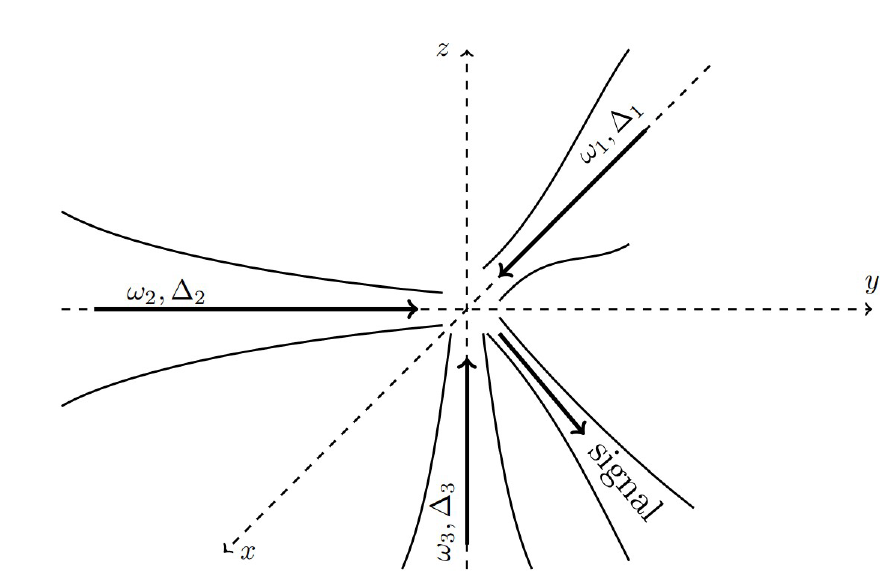 z
ω₁, Δ₁
y
ω₂, Δ₂
signal
ω₃, Δ₃
x